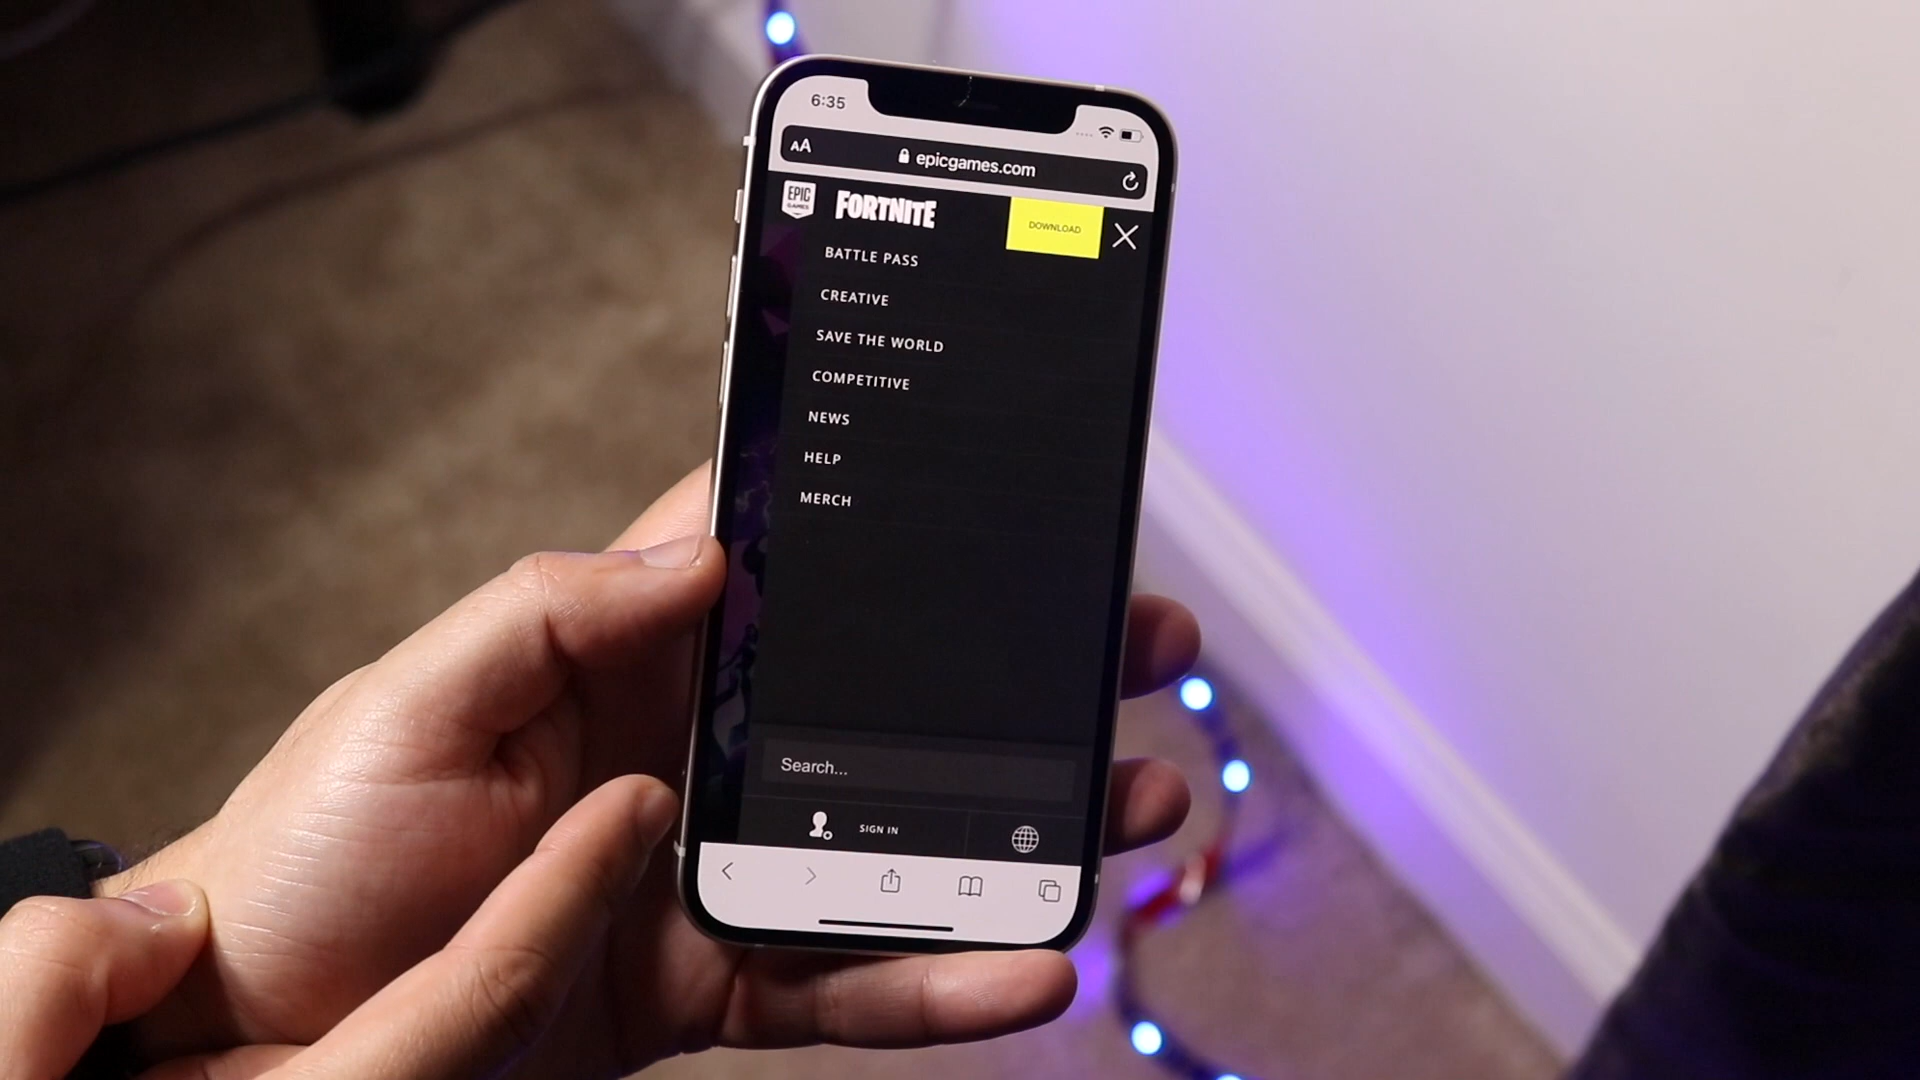 6:35
AA epicgames.com
EPIC GAMES
FORTNITE
DOWNLOAD
BATTLE PASS
CREATIVE
SAVE THE WORLD
COMPETITIVE
NEWS
HELP
MERCH
Search...
SIGN IN